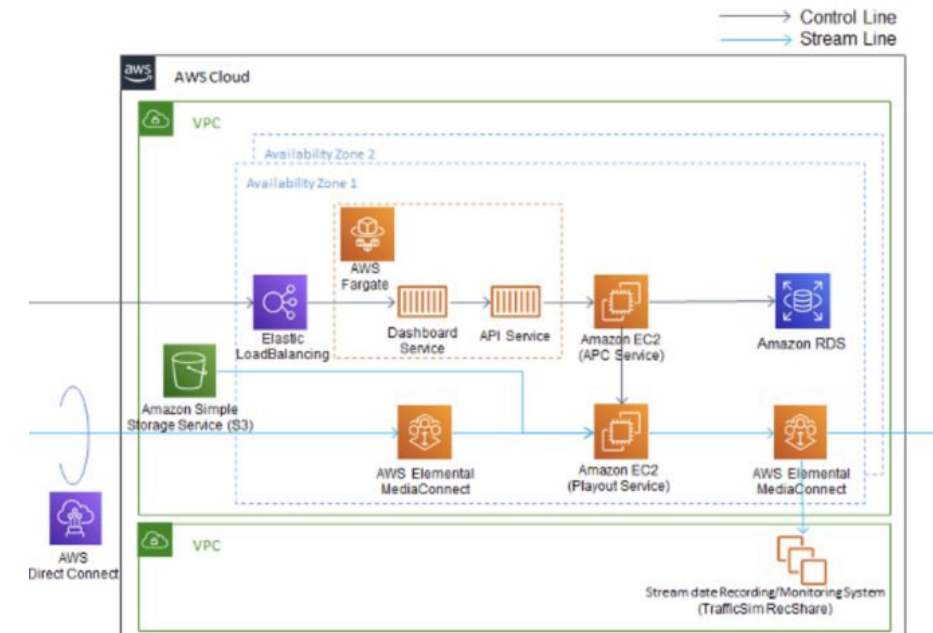 Control Line
Stream Line
aws
AWS Cloud
VPC
Availability Zone 2
Availability Zone 1
AWS
Fargate
Elastic
LoadBalancing
Dashboard
Service
API Service
Amazon EC2
(APC Service)
Amazon RDS
Amazon Simple
Storage Service (S3)
AWS Elemental
MediaConnect
Amazon EC2
(Playout Service)
AWS Elemental
MediaConnect
AWS
Direct Connect
VPC
Stream date Recording/Monitoring System
(TrafficSim RecShare)